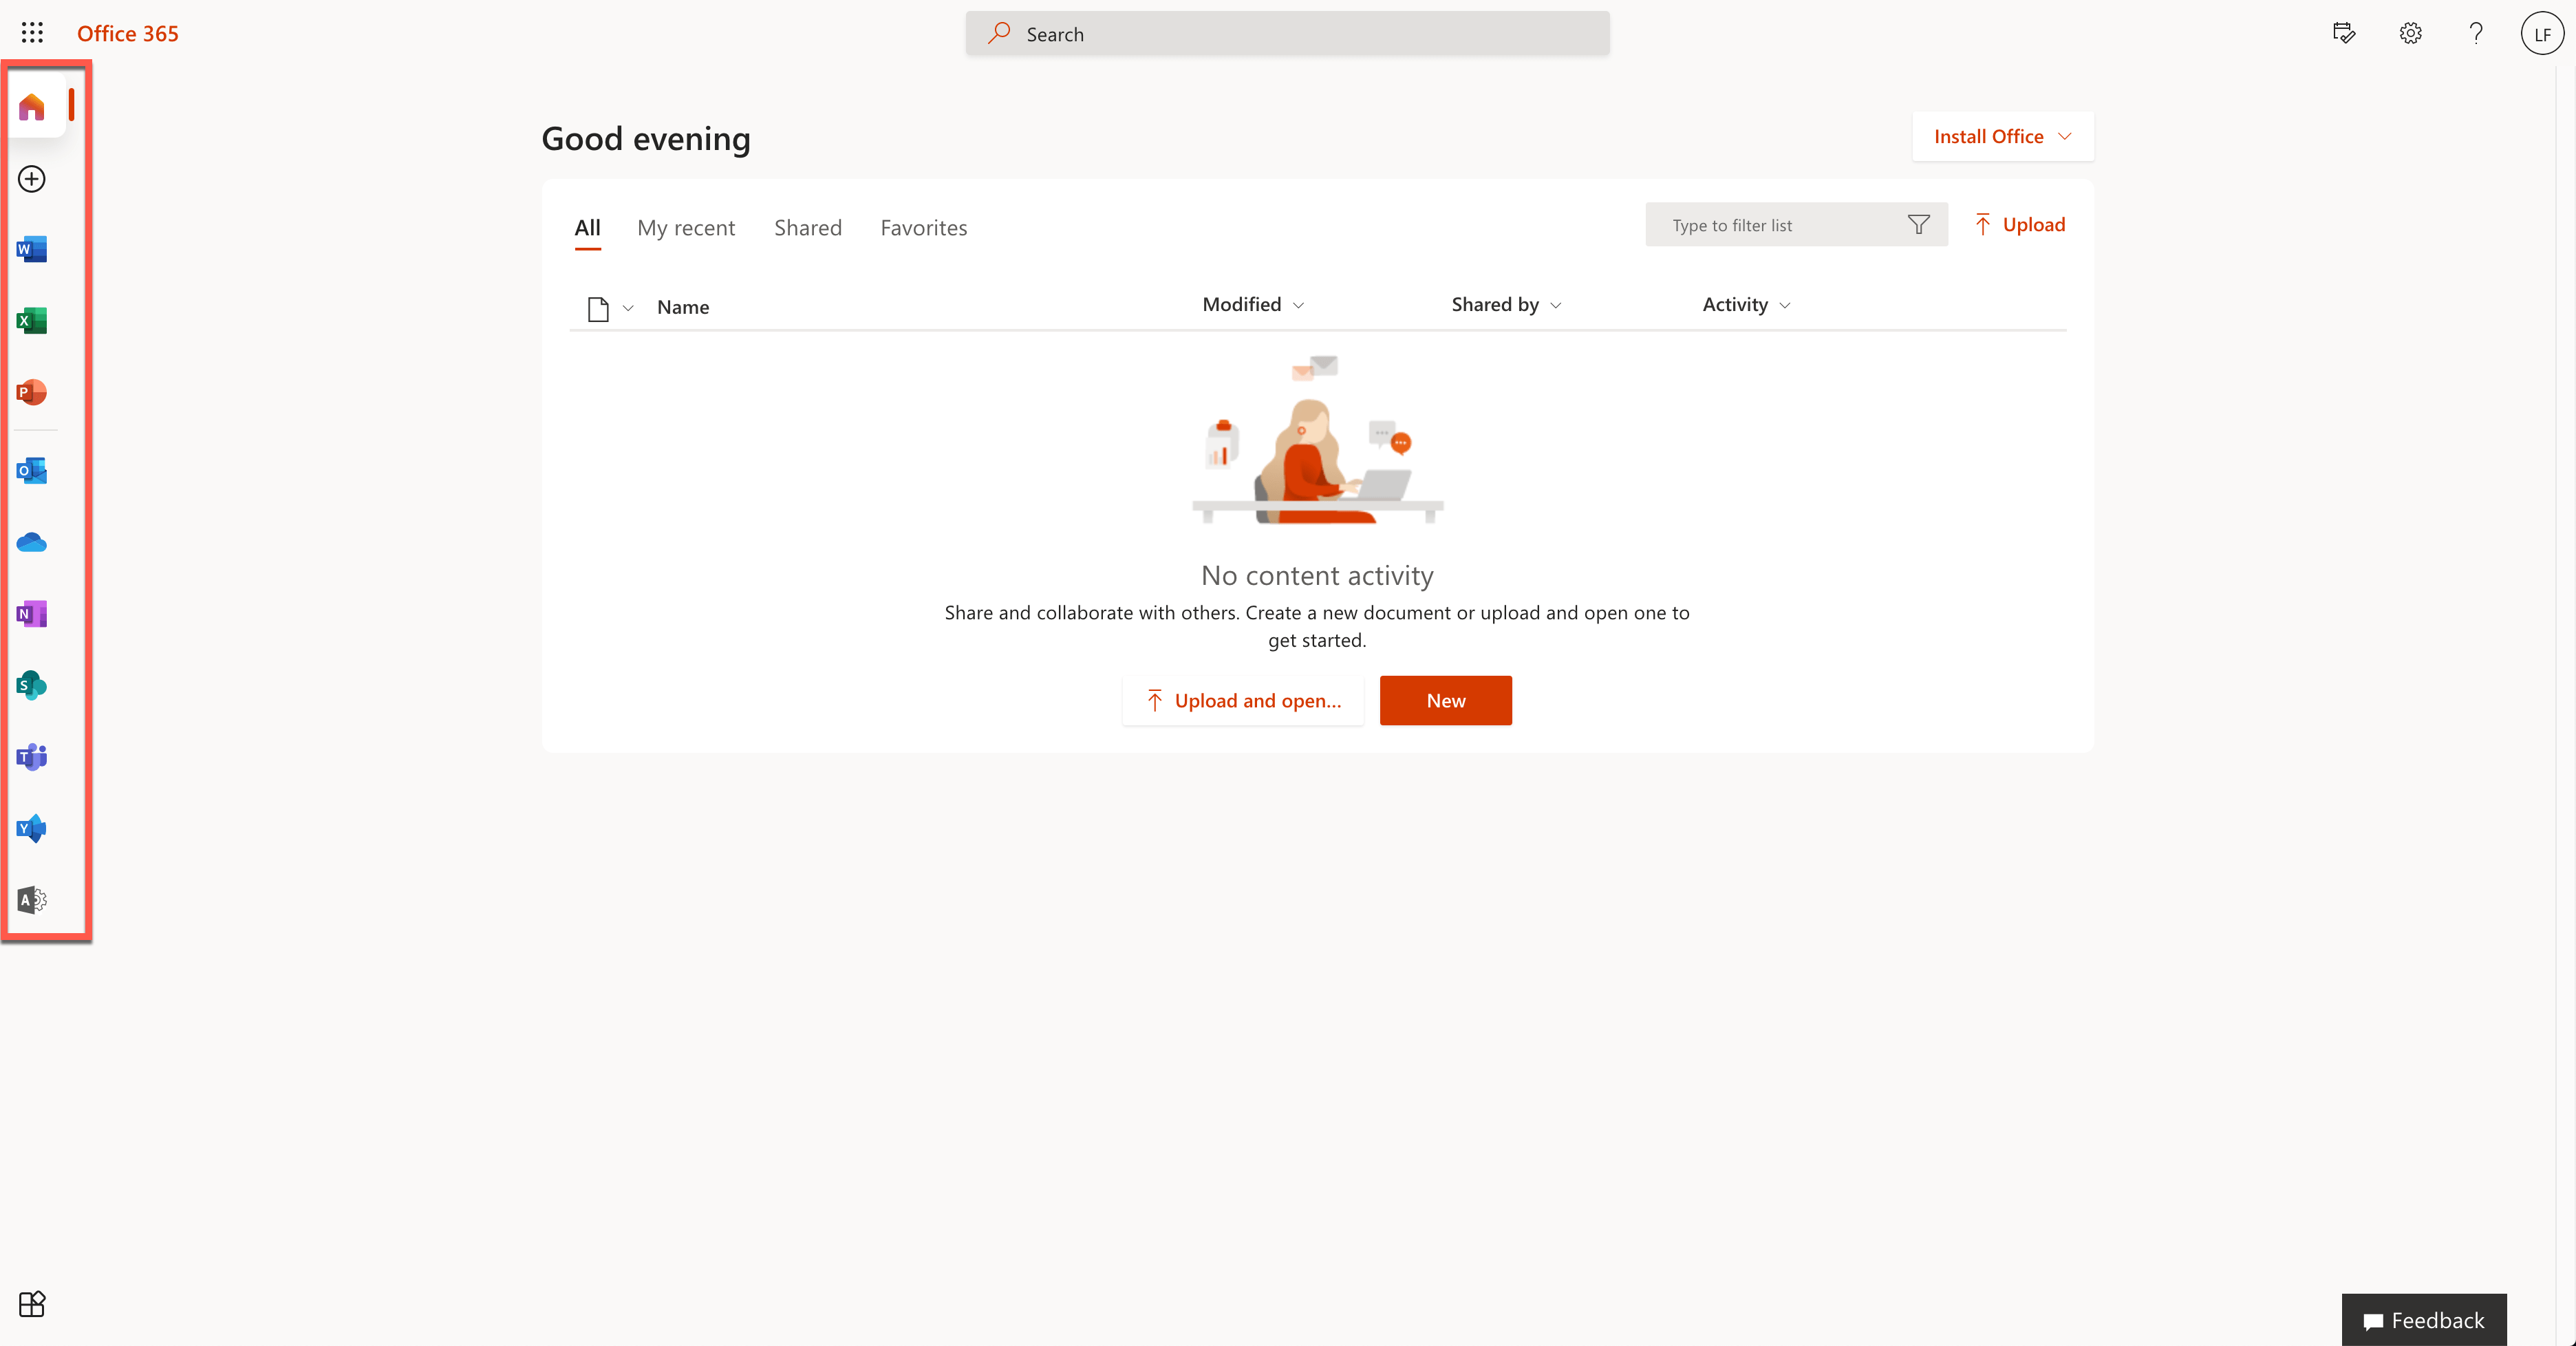 Office 365
Search
LF
Good evening
Install Office
All My recent Shared Favorites
Type to filter list
Upload
Name Modified Shared by Activity
W
X
P
O
N
S
T
Y
A
No content activity
Share and collaborate with others. Create a new document or upload and open one to
get started.
Upload and open...
New
Feedback